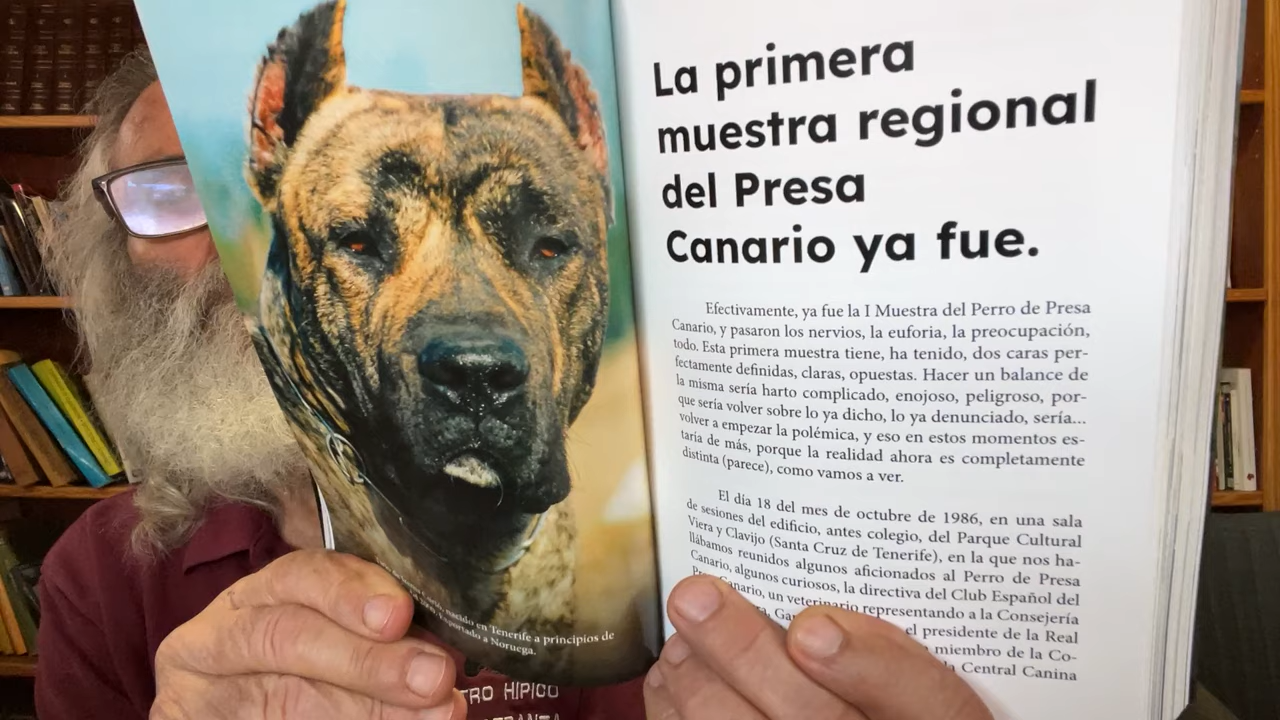 La primera
muestra regional
del Presa
Canario ya fue.
Efectivamente, ya fue la I Muestra del Perro de Presa
Canario, y pasaron los nervios, la euforia, la preocupación,
todo. Esta primera muestra tiene, ha tenido, dos caras per-
fectamente definidas, claras, opuestas. Hacer un balance de
la misma sería harto complicado, enojoso, peligroso, por-
que sería volver sobre lo ya dicho, lo ya denunciado, sería...
volver a empezar la polémica, y eso en estos momentos es-
taría de más, porque la realidad ahora es completamente
distinta (parece), como vamos a ver.
El día 18 del mes de octubre de 1986, en una sala
de sesiones del edificio, antes colegio, del Parque Cultural
Viera y Clavijo (Santa Cruz de Tenerife), en la que nos ha-
llábamos reunidos algunos aficionados al Perro de Presa
Canario, algunos curiosos, la directiva del Club Español del
Canario, un veterinario representando a la Consejería
el presidente de la Real
miembro de la Co-
la Central Canina
nacido en Tenerife a principios de
Exportado a Noruega.
TRO HIPICO